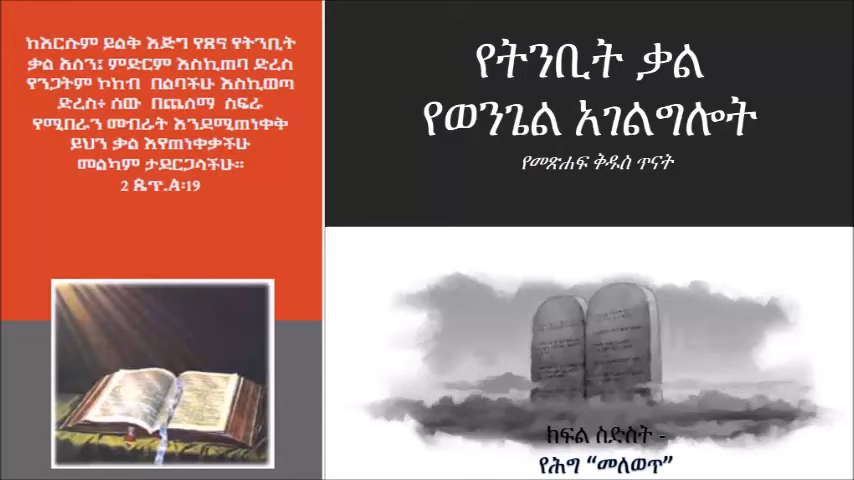 ከእርሱም ይልቅ እጅግ የጸና የትንቢት
ቃል አለን፤ ምድርም እስኪጠባ ድረስ
የንጋትም ኮከብ በልባችሁ እስኪወጣ
ድረስ፥ ሰው በጨለማ ስፍራ
የሚበራን መብራት እንደሚጠነቀቅ
ይህን ቃል እየጠነቀቃችሁ
መልካም ታደርጋላችሁ።
2 ጴጥ.ራ፡19
የትንቢት ቃል
የወንጌል አገልግሎት
የመጽሐፍ ቅዱስ ጥናት
ክፍል ስድስት -
የሕግ “መለወጥ”